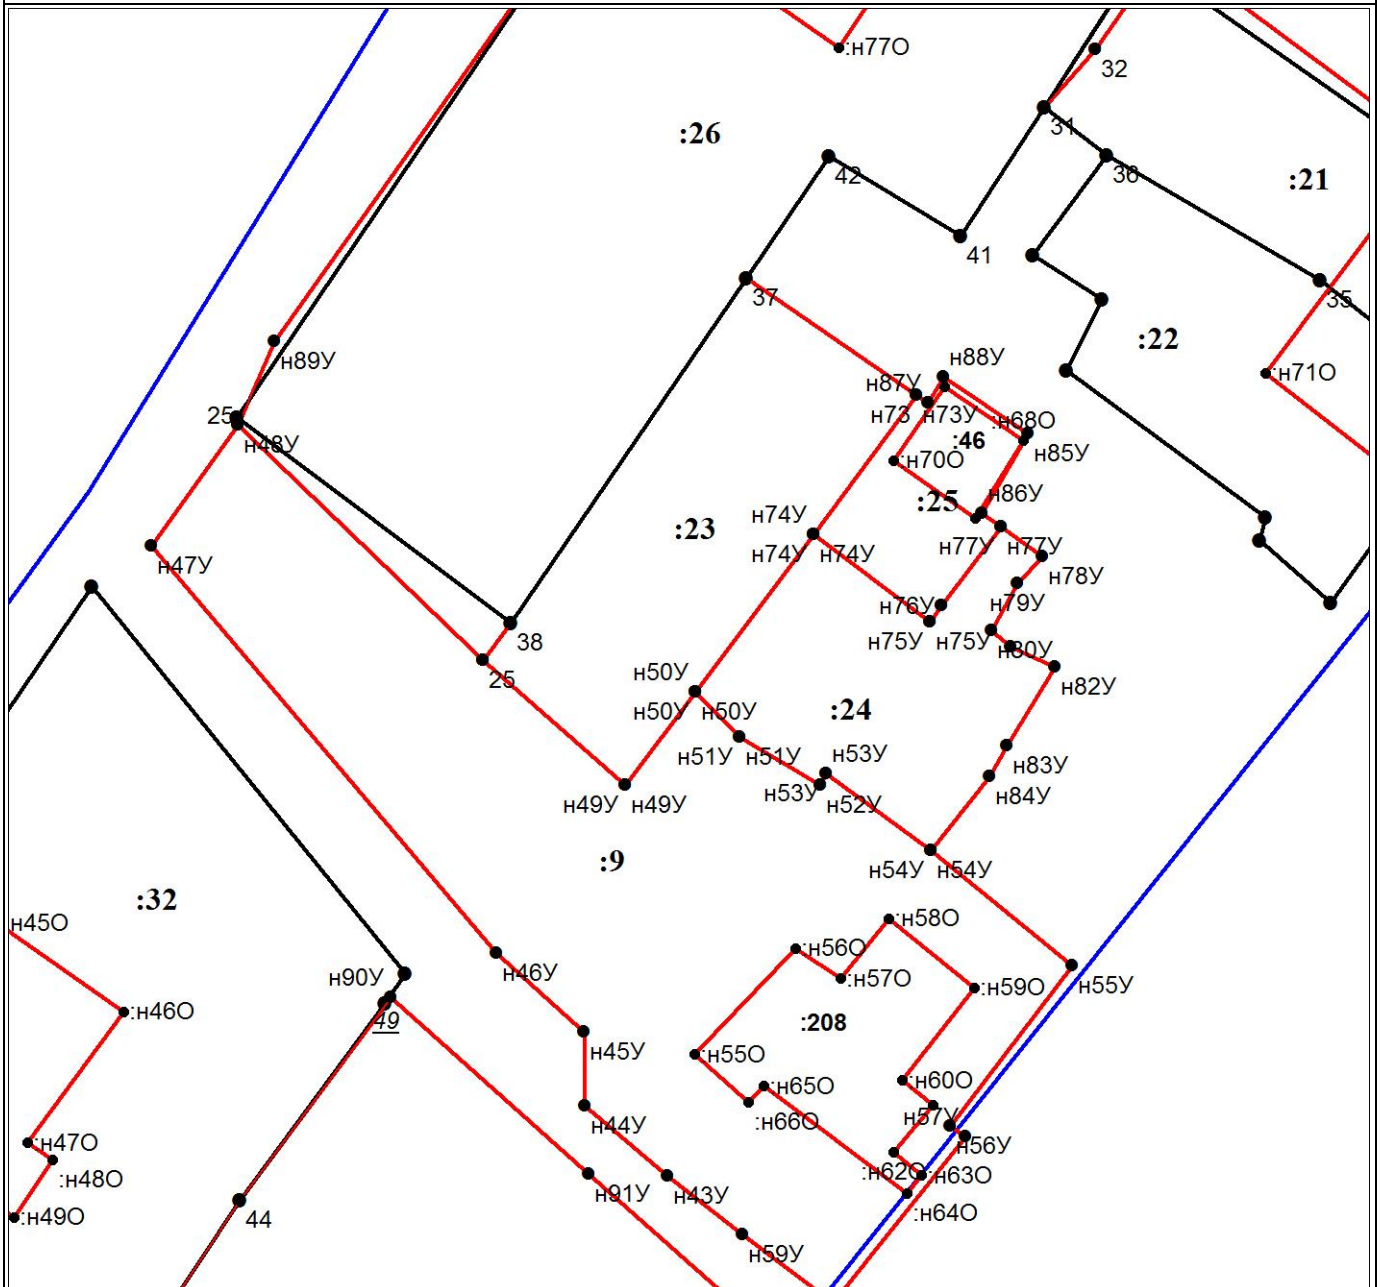 :н77О
32
:26
31
42
36
:21
41
37
35
:22
н89У
н88У
:н71О
н87У
25
н73
н73У
:н68О
н48У
:46
н85У
:н70О
:25
н86У
н74У
:23
н74У
н74У
н77У
н77У
н47У
н78У
н79У
н76У
38
н75У
н75У
н80У
25
н50У
н82У
н50У
н50У
:24
н51У
н51У
н53У
н83У
н49У
н49У
н53У
н52У
н84У
:9
н54У
н54У
:32
н45О
:н58О
:н56О
н46У
н90У
:н57О
н55У
:н59О
:н46О
49
:208
н45У
:н55О
:н65О
:н60О
:н66О
н57У
н44У
:н47О
н56У
:н48О
:н62О
:н63О
н91У
н43У
:н49О
44
:н64О
н59У